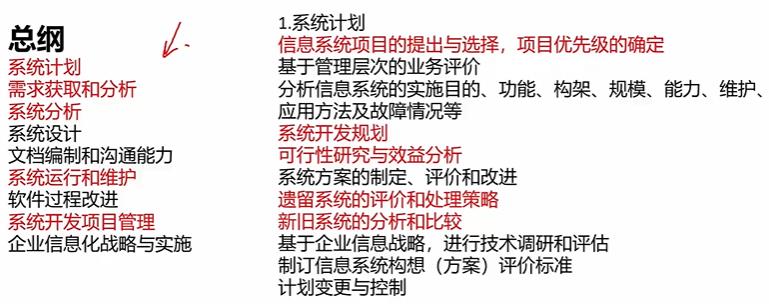 总纲
系统计划
需求获取和分析
系统分析
系统设计
文档编制和沟通能力
系统运行和维护
软件过程改进
系统开发项目管理
企业信息化战略与实施
1.系统计划
信息系统项目的提出与选择，项目优先级的确定
基于管理层次的业务评价
分析信息系统的实施目的、功能、构架、规模、能力、维护、
应用方法及故障情况等
系统开发规划
可行性研究与效益分析
系统方案的制定、评价和改进
遗留系统的评价和处理策略
新旧系统的分析和比较
基于企业信息战略，进行技术调研和评估
制订信息系统构想（方案）评价标准
计划变更与控制